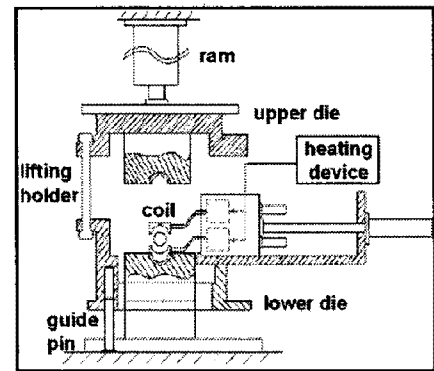 ram
upper die
heating
device
lifting
holder
coil
lower die
guide
pin